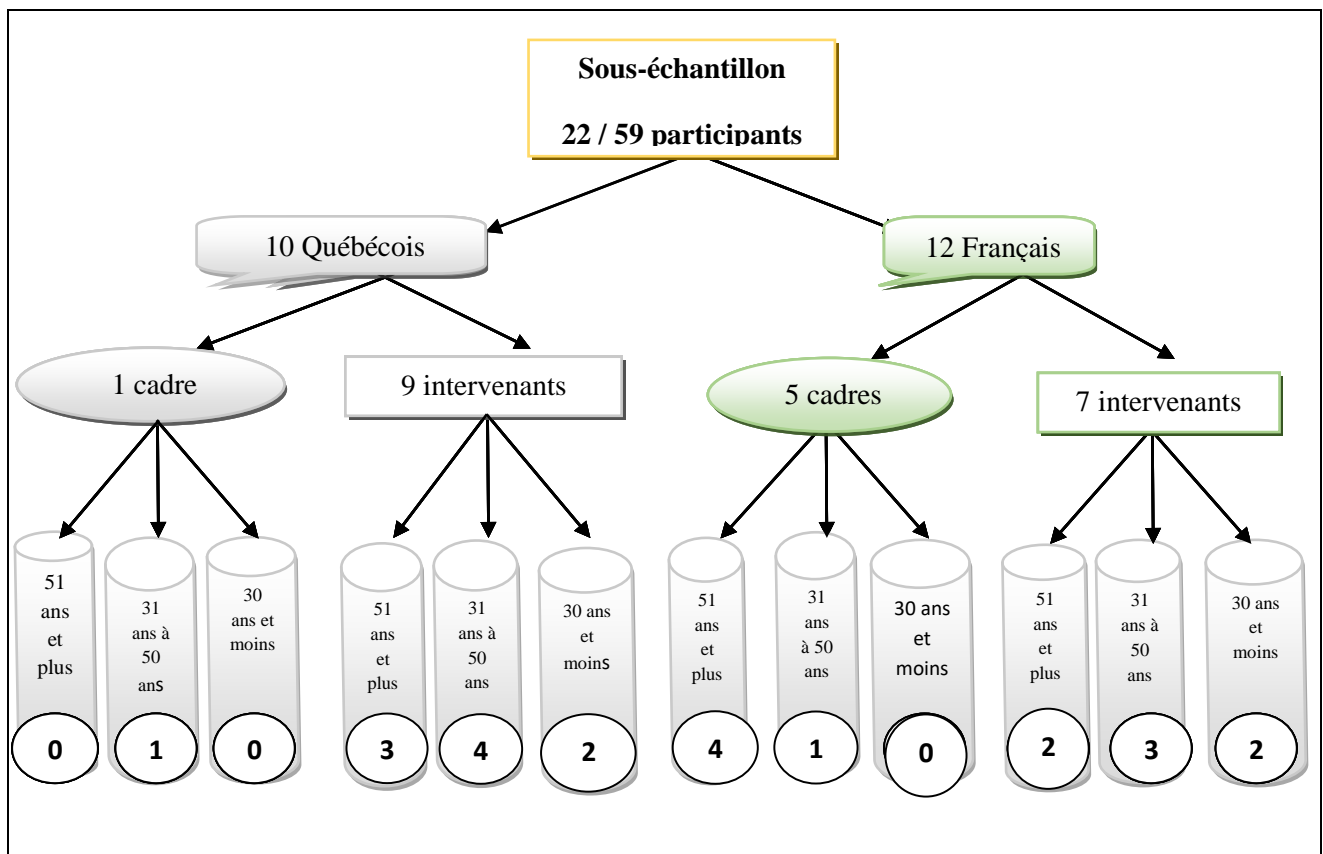 Sous-échantillon
22 / 59 participants
10 Québécois
12 Français
1 cadre
9 intervenants
5 cadres
7 intervenants
51
ans
et
plus
31
ans à
50
ans
30
ans et
moins
51
ans
et
plus
31
ans à
50
ans
30 ans
et
moins
51
ans
et
plus
31
ans
à 50
ans
30 ans
et
moins
51
ans
et
plus
31
ans à
50
ans
30 ans
et
moins
0
1
0
3
4
2
4
1
0
2
3
2